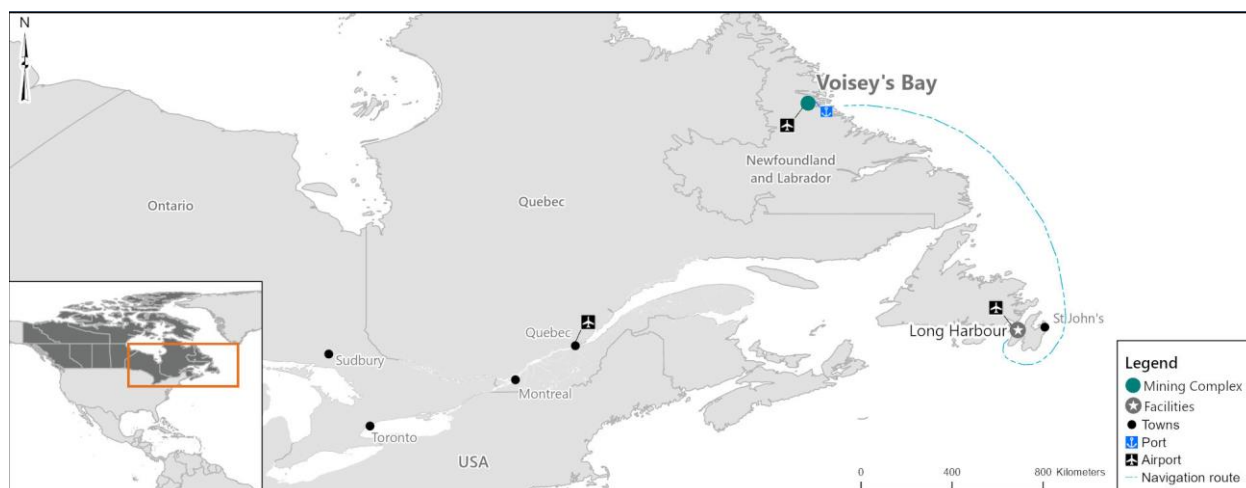 N
Voisey's Bay
Newfoundland
and Labrador
Ontario
Quebec
Quebec
Long Harbour
St John's
Sudbury
Montreal
Toronto
USA
Legend
Mining Complex
Facilities
Towns
Port
Airport
Navigation route
0 400 800 Kilometers